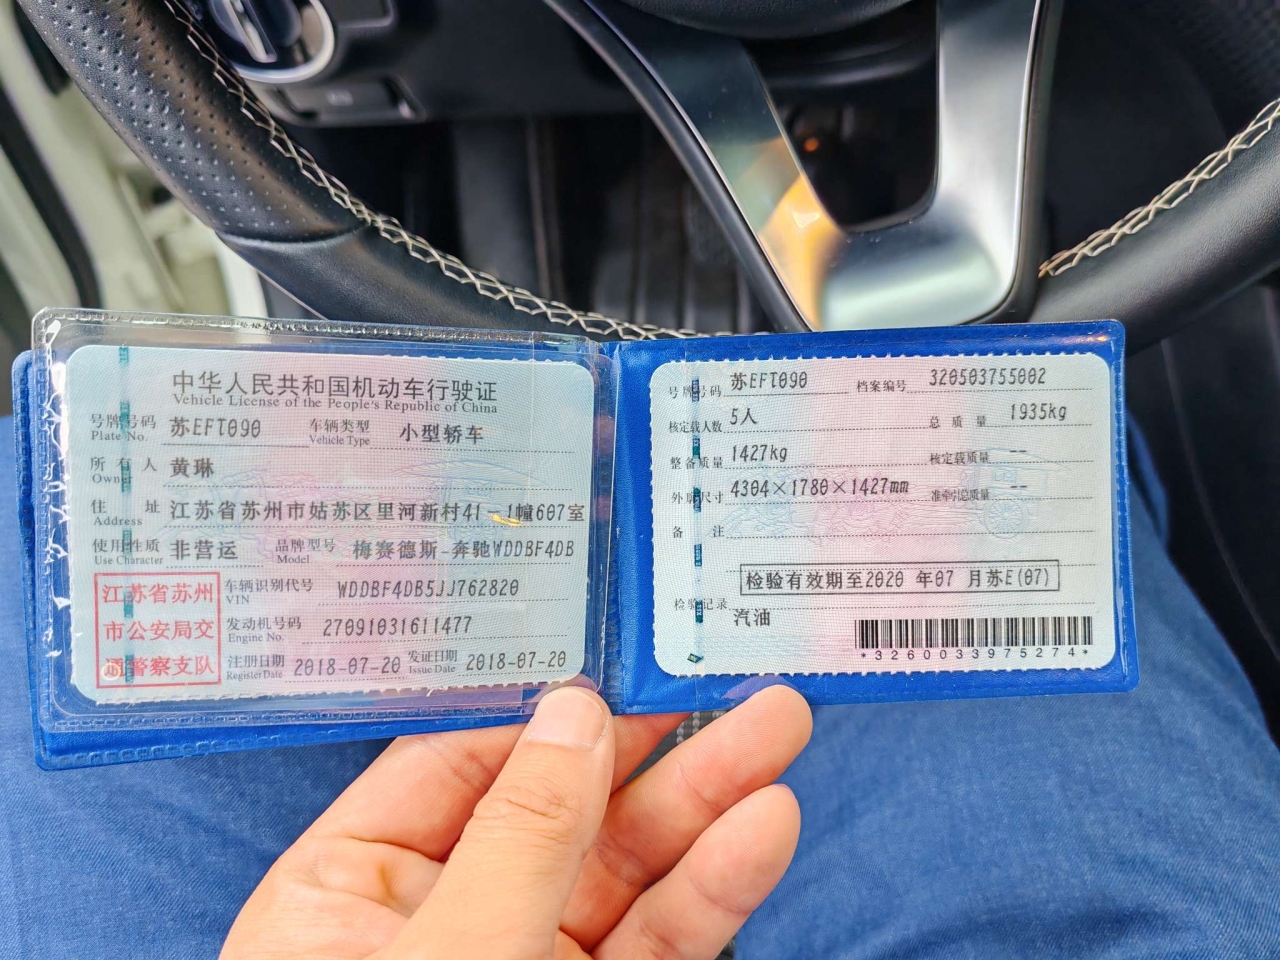 中华人民共和国机动车行驶证
Vehicle License of the People's Republic of China
号牌号码 苏EFT090 车辆类型 小型轿车
Plate No. Vehicle Type
所有人 黄琳
Owner
住址 江苏省苏州市姑苏区里河新村41-1幢607室
Address
使用性质 非营运 品牌型号 梅赛德斯-奔驰WDDBF4DB
Use Character Model
江苏省苏州
市公安局交
通警察支队
车辆识别代号 WDDBF4DB5JJ762820
VIN
发动机号码 27091031611477
Engine No.
注册日期 2018-07-20 发证日期 2018-07-20
Register Date Issue Date
号牌号码 苏EFT090 档案编号 320503755002
核定载人数 5人 总质量 1935kg
整备质量 1427kg 核定载质量 --
外廓尺寸 4304×1780×1427mm 准牵引总质量 --
备注
检验有效期至2020 年07 月苏E(07)
检验记录
汽油
*3260033975274*